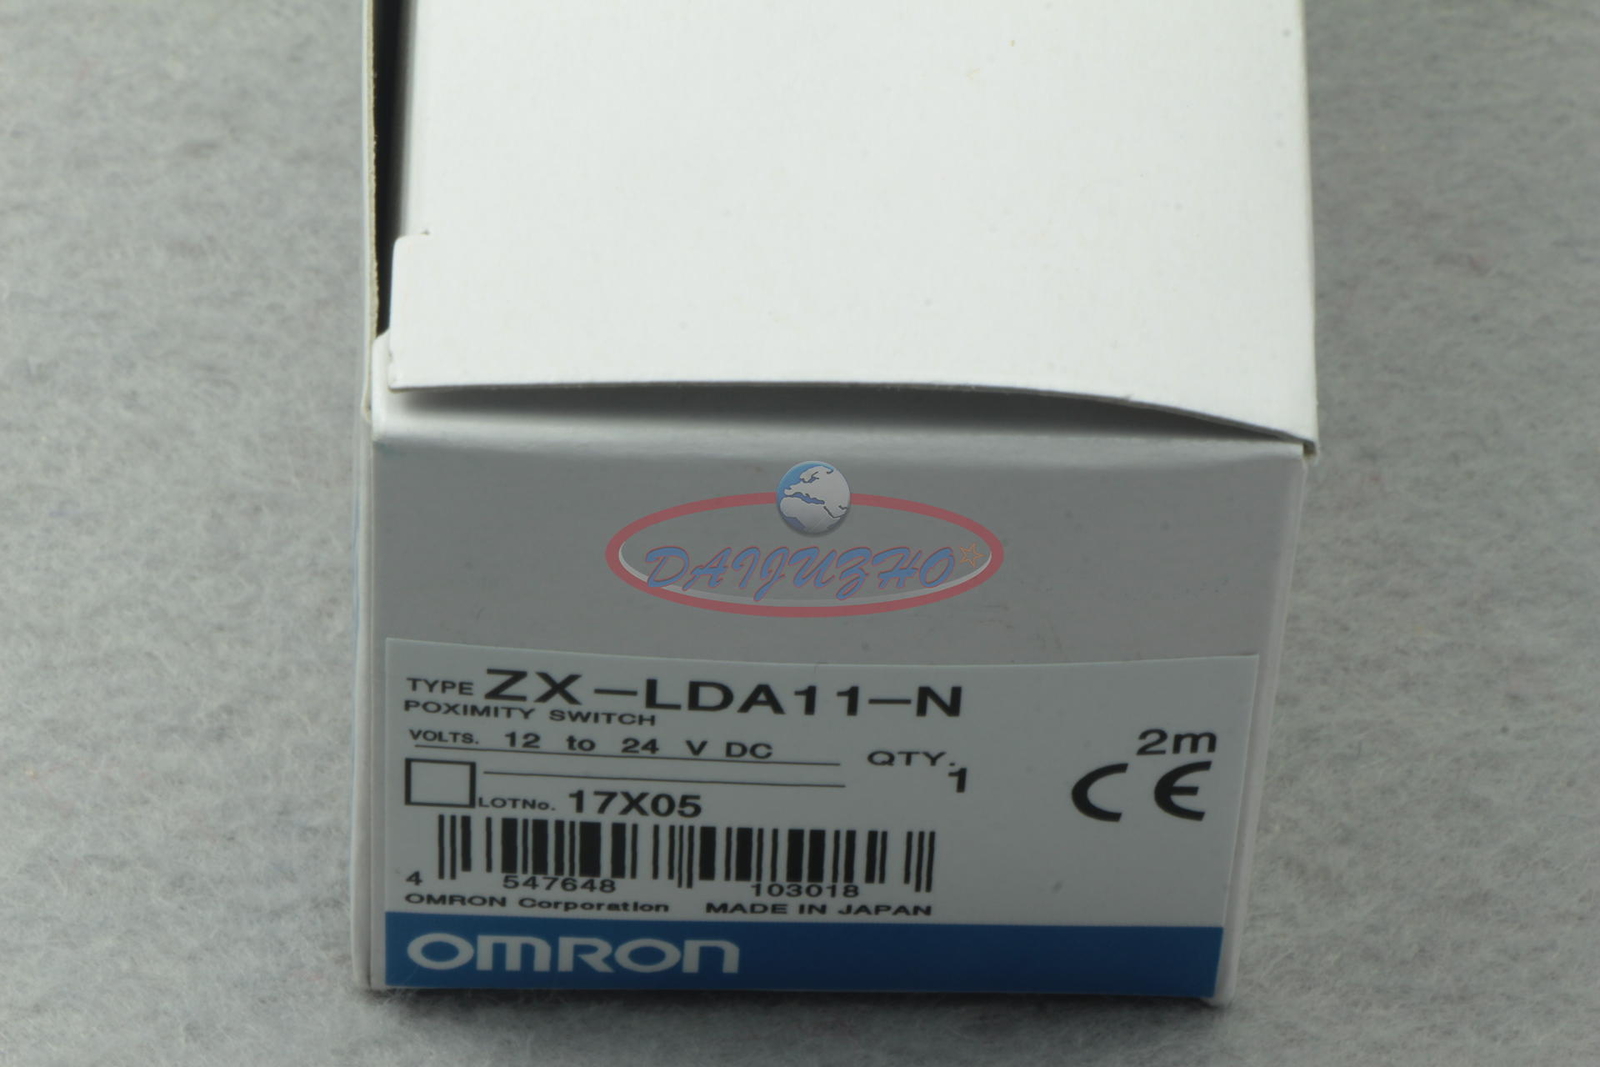 DAIJUZHO
TYPE ZX-LDA11-N
POXIMITY SWITCH
VOLTS. 12 to 24 V DC
QTY. 1
2m
CE
LOTNo. 17X05
4 547648 103018
OMRON Corporation MADE IN JAPAN
OMRON